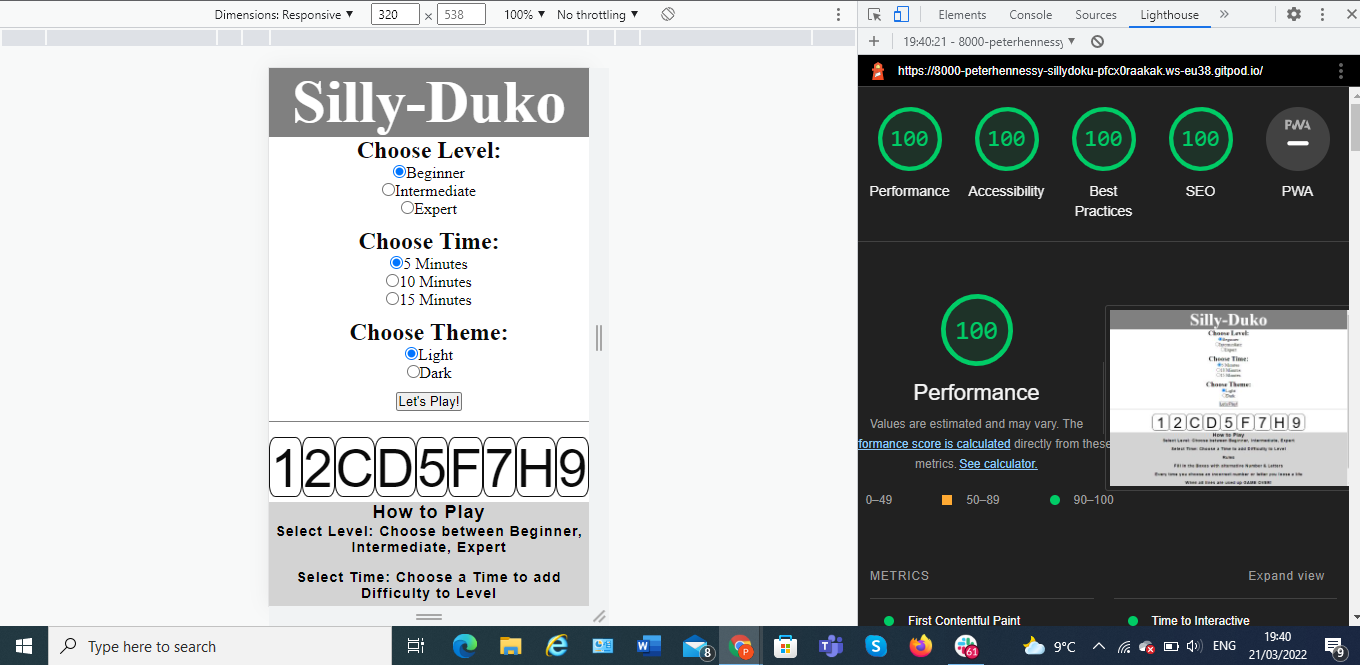 Dimensions: Responsive ▼ 320 × 538 100% ▼ No throttling ▼
Elements Console Sources Lighthouse »
19:40:21 - 8000-peterhennessy ▼
https://8000-peterhennessy-sillydoku-pfcx0raakak.ws-eu38.gitpod.io/
Silly-Duko
Choose Level:
Beginner
Intermediate
Expert
Choose Time:
5 Minutes
10 Minutes
15 Minutes
Choose Theme:
Light
Dark
Let's Play!
12CD5F7H9
How to Play
Select Level: Choose between Beginner,
Intermediate, Expert
Select Time: Choose a Time to add
Difficulty to Level
100 100 100 100 PWA
Performance Accessibility Best Practices SEO PWA
100
Performance
Values are estimated and may vary. The
formance score is calculated directly from these
metrics. See calculator.
0–49 50–89 90–100
Silly-Duko
Choose Level:
Beginner
Intermediate
Expert
Choose Time:
5 Minutes
10 Minutes
15 Minutes
Choose Theme:
Light
Dark
Let's Play!
1 2 C D 5 F 7 H 9
How to Play
Select Level: Choose between Beginner, Intermediate, Expert
Select Time: Choose a Time to add Difficulty to Level
Rules
Fill in the Boxes with alternative Number & Letters
Every time you choose an incorrect number or letter you loose a life
When all lives are used up GAME OVER!
METRICS Expand view
First Contentful Paint Time to Interactive
Type here to search
8
P
61
9°C
ENG
19:40
21/03/2022
9